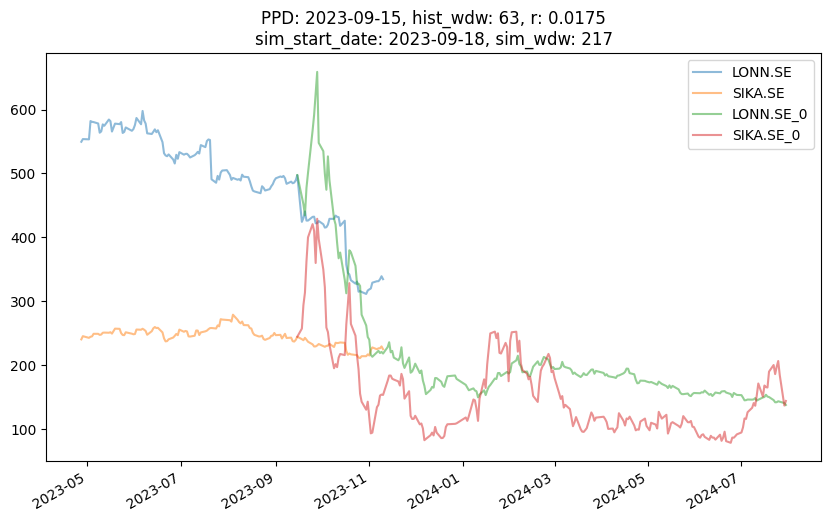 PPD: 2023-09-15, hist_wdw: 63, r: 0.0175
sim_start_date: 2023-09-18, sim_wdw: 217
LONN.SE
SIKA.SE
LONN.SE_0
SIKA.SE_0
600
500
400
300
200
100
2023-05
2023-07
2023-09
2023-11
2024-01
2024-03
2024-05
2024-07